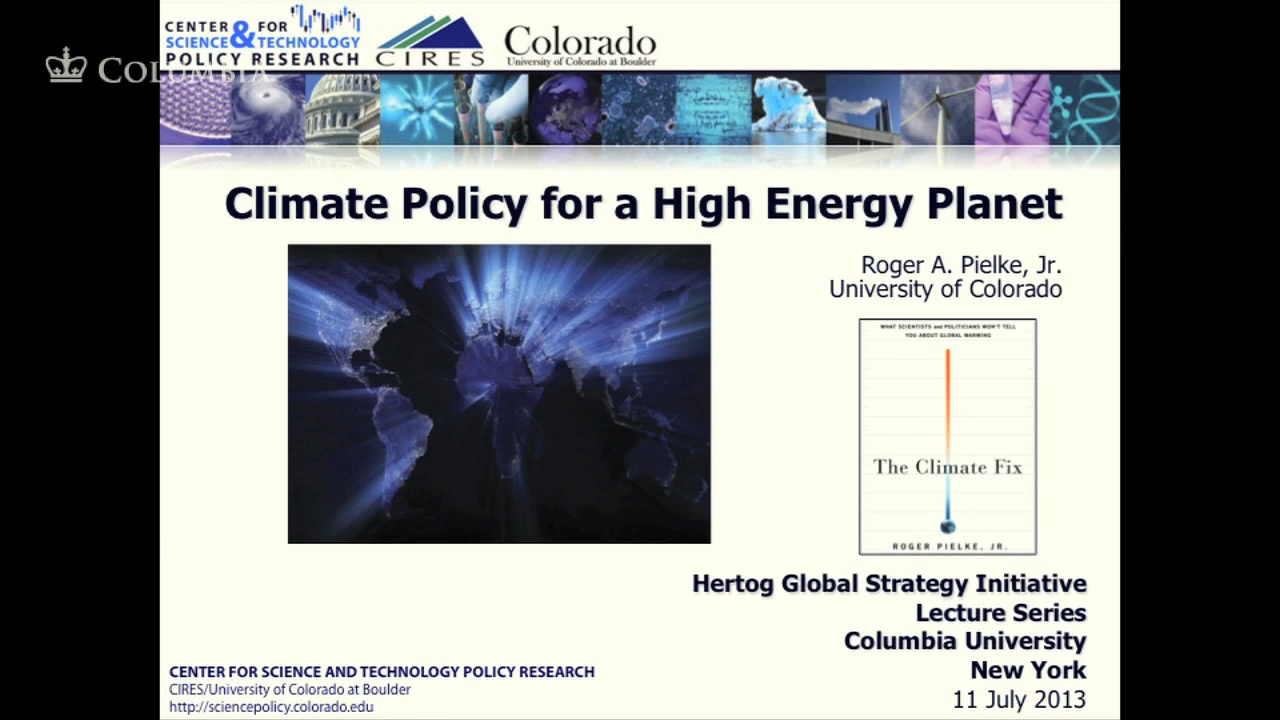 CENTER FOR
SCIENCE & TECHNOLOGY
POLICY RESEARCH
CIRES
Colorado
University of Colorado at Boulder
COLUMBIA
Climate Policy for a High Energy Planet
Roger A. Pielke, Jr.
University of Colorado
WHAT SCIENTISTS and POLITICIANS WON'T TELL
YOU ABOUT GLOBAL WARMING
The Climate Fix
ROGER PIELKE, JR.
Hertog Global Strategy Initiative
Lecture Series
Columbia University
New York
11 July 2013
CENTER FOR SCIENCE AND TECHNOLOGY POLICY RESEARCH
CIRES/University of Colorado at Boulder
http://sciencepolicy.colorado.edu